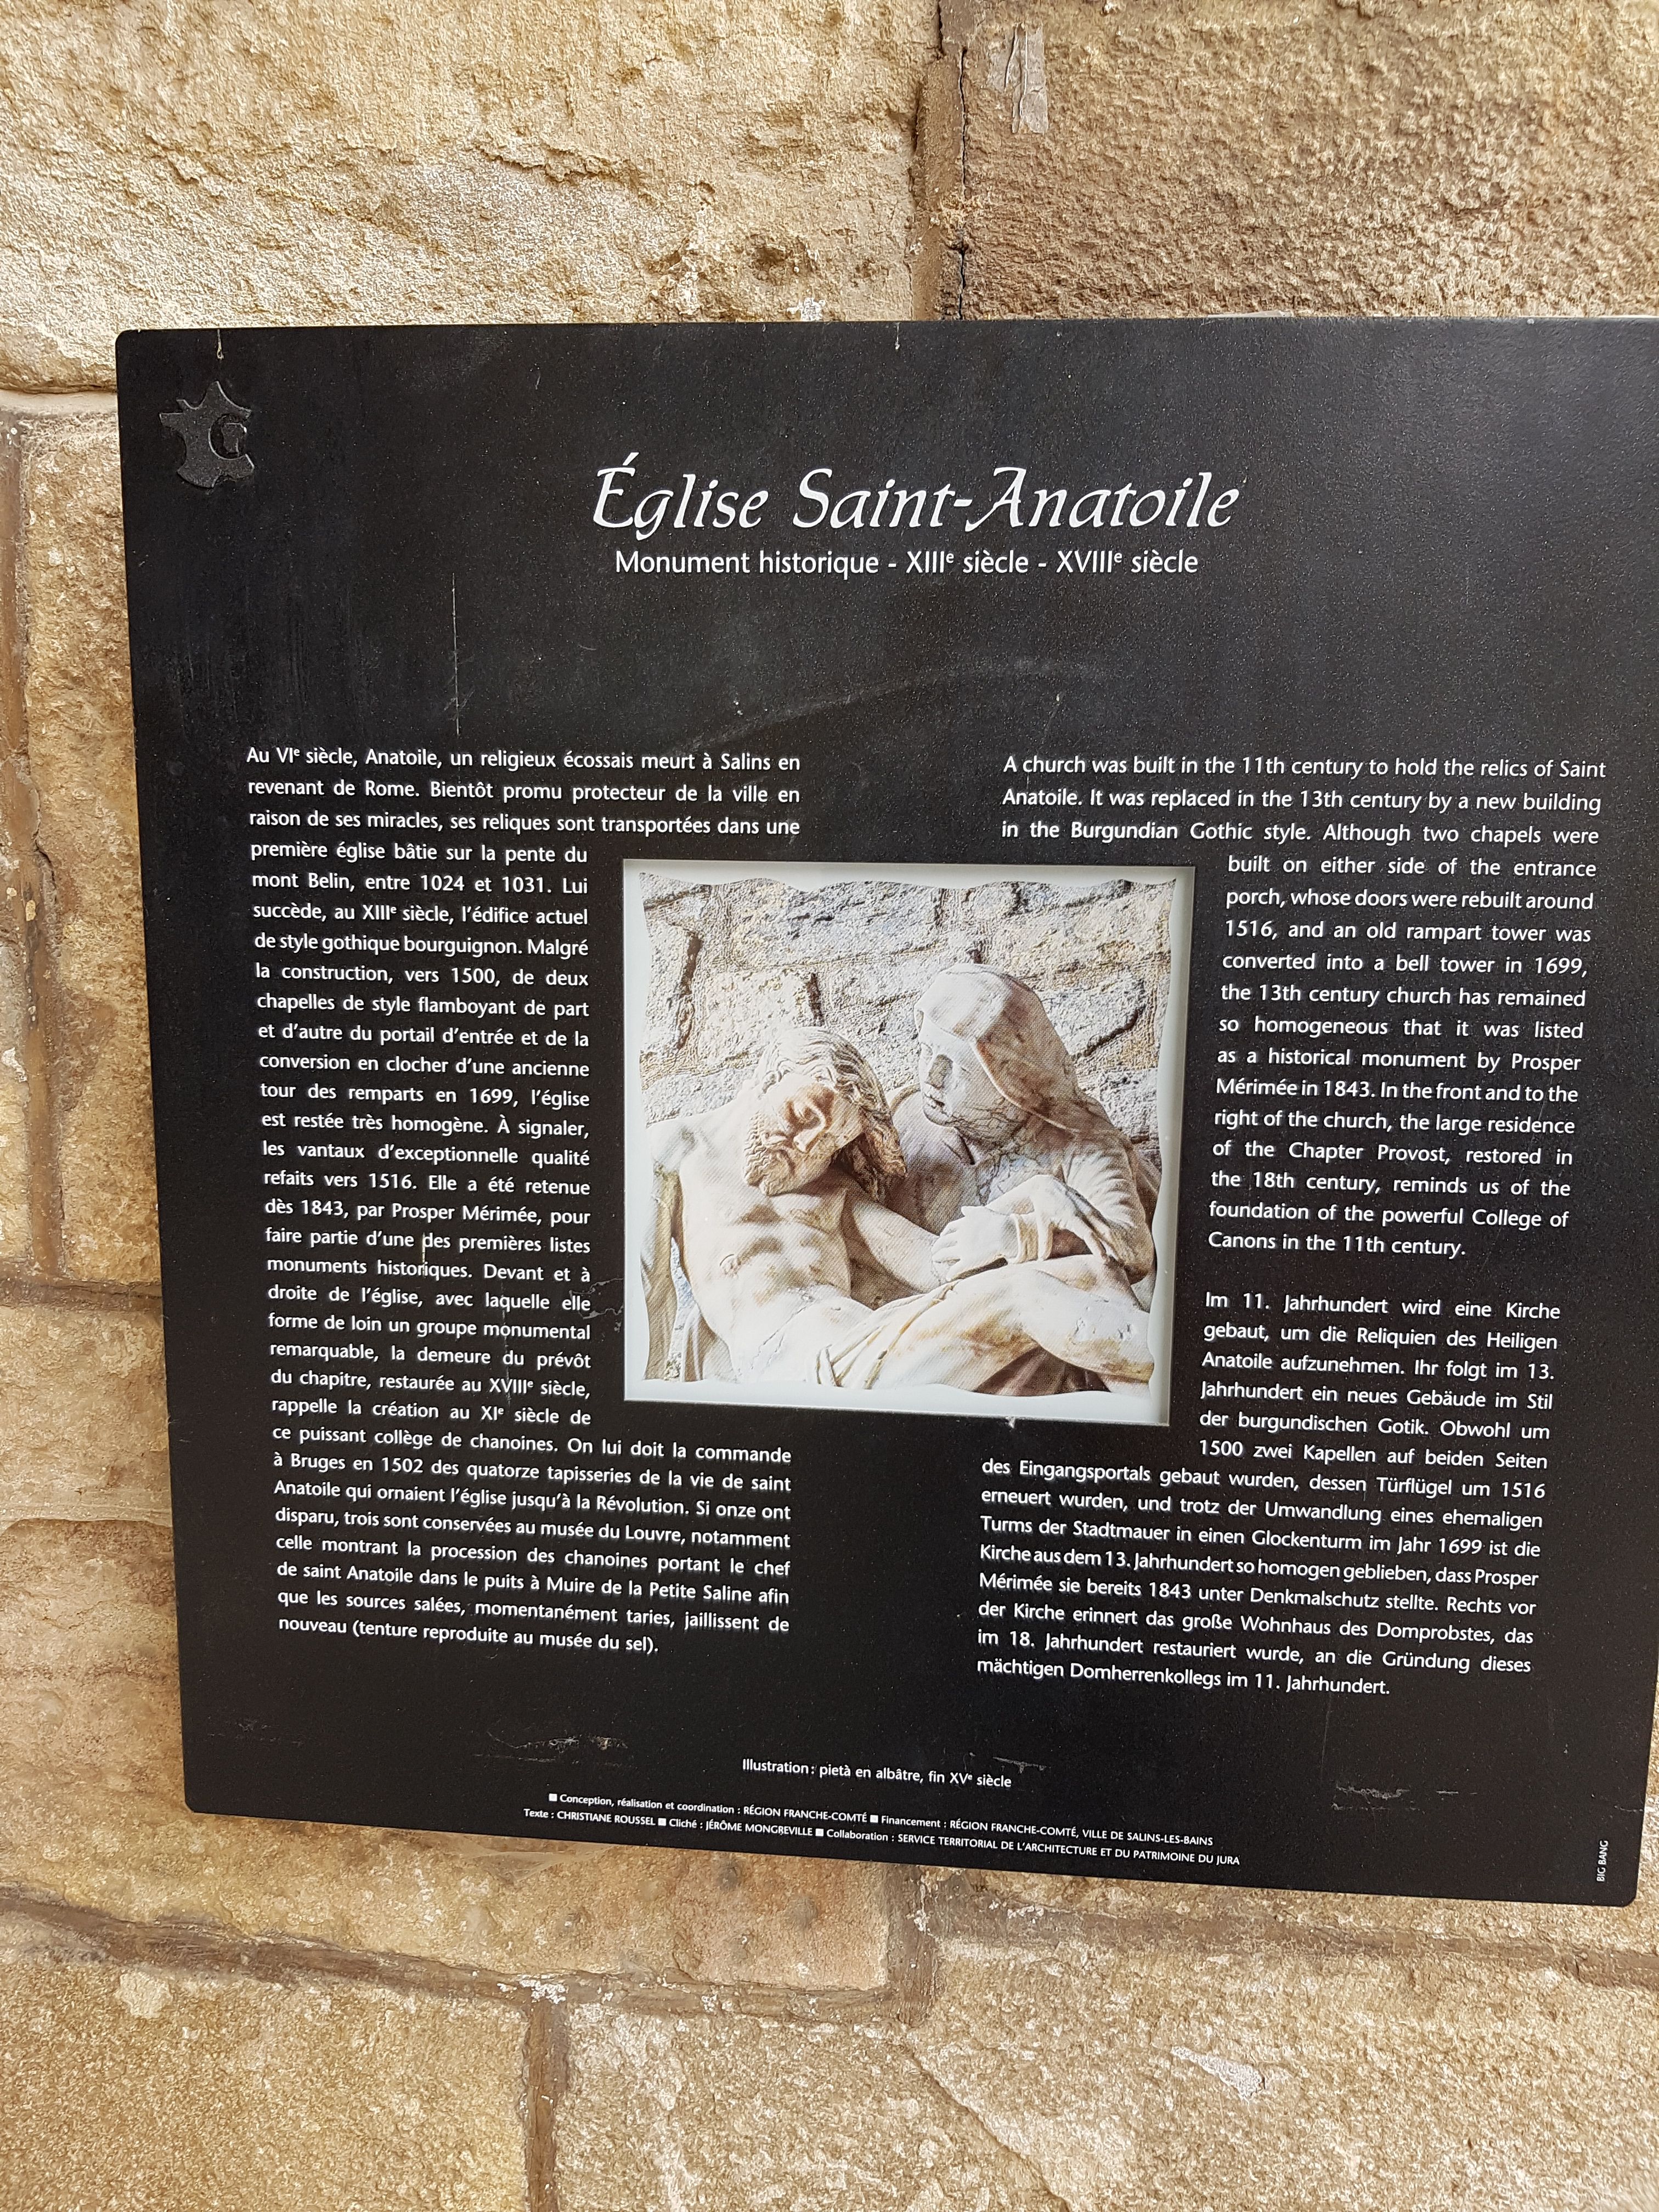 G
Église Saint-Anatoile
Monument historique - XIIIe siècle - XVIIIe siècle
Au VIe siècle, Anatoile, un religieux écossais meurt à Salins en
revenant de Rome. Bientôt promu protecteur de la ville en
raison de ses miracles, ses reliques sont transportées dans une
première église bâtie sur la pente du
mont Belin, entre 1024 et 1031. Lui
succède, au XIIIe siècle, l'édifice actuel
de style gothique bourguignon. Malgré
la construction, vers 1500, de deux
chapelles de style flamboyant de part
et d'autre du portail d'entrée et de la
conversion en clocher d'une ancienne
tour des remparts en 1699, l'église
est restée très homogène. À signaler,
les vantaux d'exceptionnelle qualité
refaits vers 1516. Elle a été retenue
dès 1843, par Prosper Mérimée, pour
faire partie d'une des premières listes
monuments historiques. Devant et à
droite de l'église, avec laquelle elle
forme de loin un groupe monumental
remarquable, la demeure du prévôt
du chapitre, restaurée au XVIIIe siècle,
rappelle la création au XIe siècle de
ce puissant collège de chanoines. On lui doit la commande
à Bruges en 1502 des quatorze tapisseries de la vie de saint
Anatoile qui ornaient l'église jusqu'à la Révolution. Si onze ont
disparu, trois sont conservées au musée du Louvre, notamment
celle montrant la procession des chanoines portant le chef
de saint Anatoile dans le puits à Muire de la Petite Saline afin
que les sources salées, momentanément taries, jaillissent de
nouveau (tenture reproduite au musée du sel).
A church was built in the 11th century to hold the relics of Saint
Anatoile. It was replaced in the 13th century by a new building
in the Burgundian Gothic style. Although two chapels were
built on either side of the entrance
porch, whose doors were rebuilt around
1516, and an old rampart tower was
converted into a bell tower in 1699,
the 13th century church has remained
so homogeneous that it was listed
as a historical monument by Prosper
Mérimée in 1843. In the front and to the
right of the church, the large residence
of the Chapter Provost, restored in
the 18th century, reminds us of the
foundation of the powerful College of
Canons in the 11th century.
Im 11. Jahrhundert wird eine Kirche
gebaut, um die Reliquien des Heiligen
Anatoile aufzunehmen. Ihr folgt im 13.
Jahrhundert ein neues Gebäude im Stil
der burgundischen Gotik. Obwohl um
1500 zwei Kapellen auf beiden Seiten
des Eingangsportals gebaut wurden, dessen Türflügel um 1516
erneuert wurden, und trotz der Umwandlung eines ehemaligen
Turms der Stadtmauer in einen Glockenturm im Jahr 1699 ist die
Kirche aus dem 13. Jahrhundert so homogen geblieben, dass Prosper
Mérimée sie bereits 1843 unter Denkmalschutz stellte. Rechts vor
der Kirche erinnert das große Wohnhaus des Domprobstes, das
im 18. Jahrhundert restauriert wurde, an die Gründung dieses
mächtigen Domherrenkollegs im 11. Jahrhundert.
Illustration : pietà en albâtre, fin XVe siècle
■ Conception, réalisation et coordination : RÉGION FRANCHE-COMTÉ ■ Financement : RÉGION FRANCHE-COMTÉ, VILLE DE SALINS-LES-BAINS
Texte : CHRISTIANE ROUSSEL ■ Cliché : JÉRÔME MONGREVILLE ■ Collaboration : SERVICE TERRITORIAL DE L'ARCHITECTURE ET DU PATRIMOINE DU JURA
BIG BANG